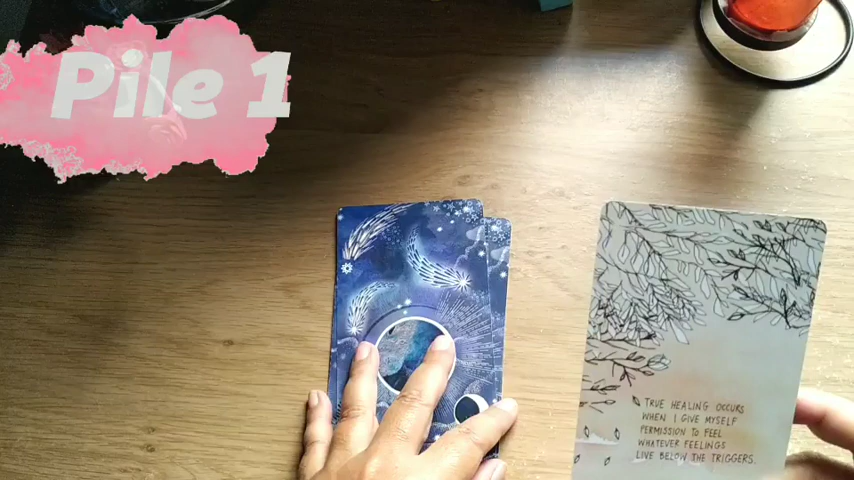 Pile 1
TRUE HEALING OCCURS
WHEN I GIVE MYSELF
PERMISSION TO FEEL
WHATEVER FEELINGS
LIVE BELOW THE TRIGGERS.